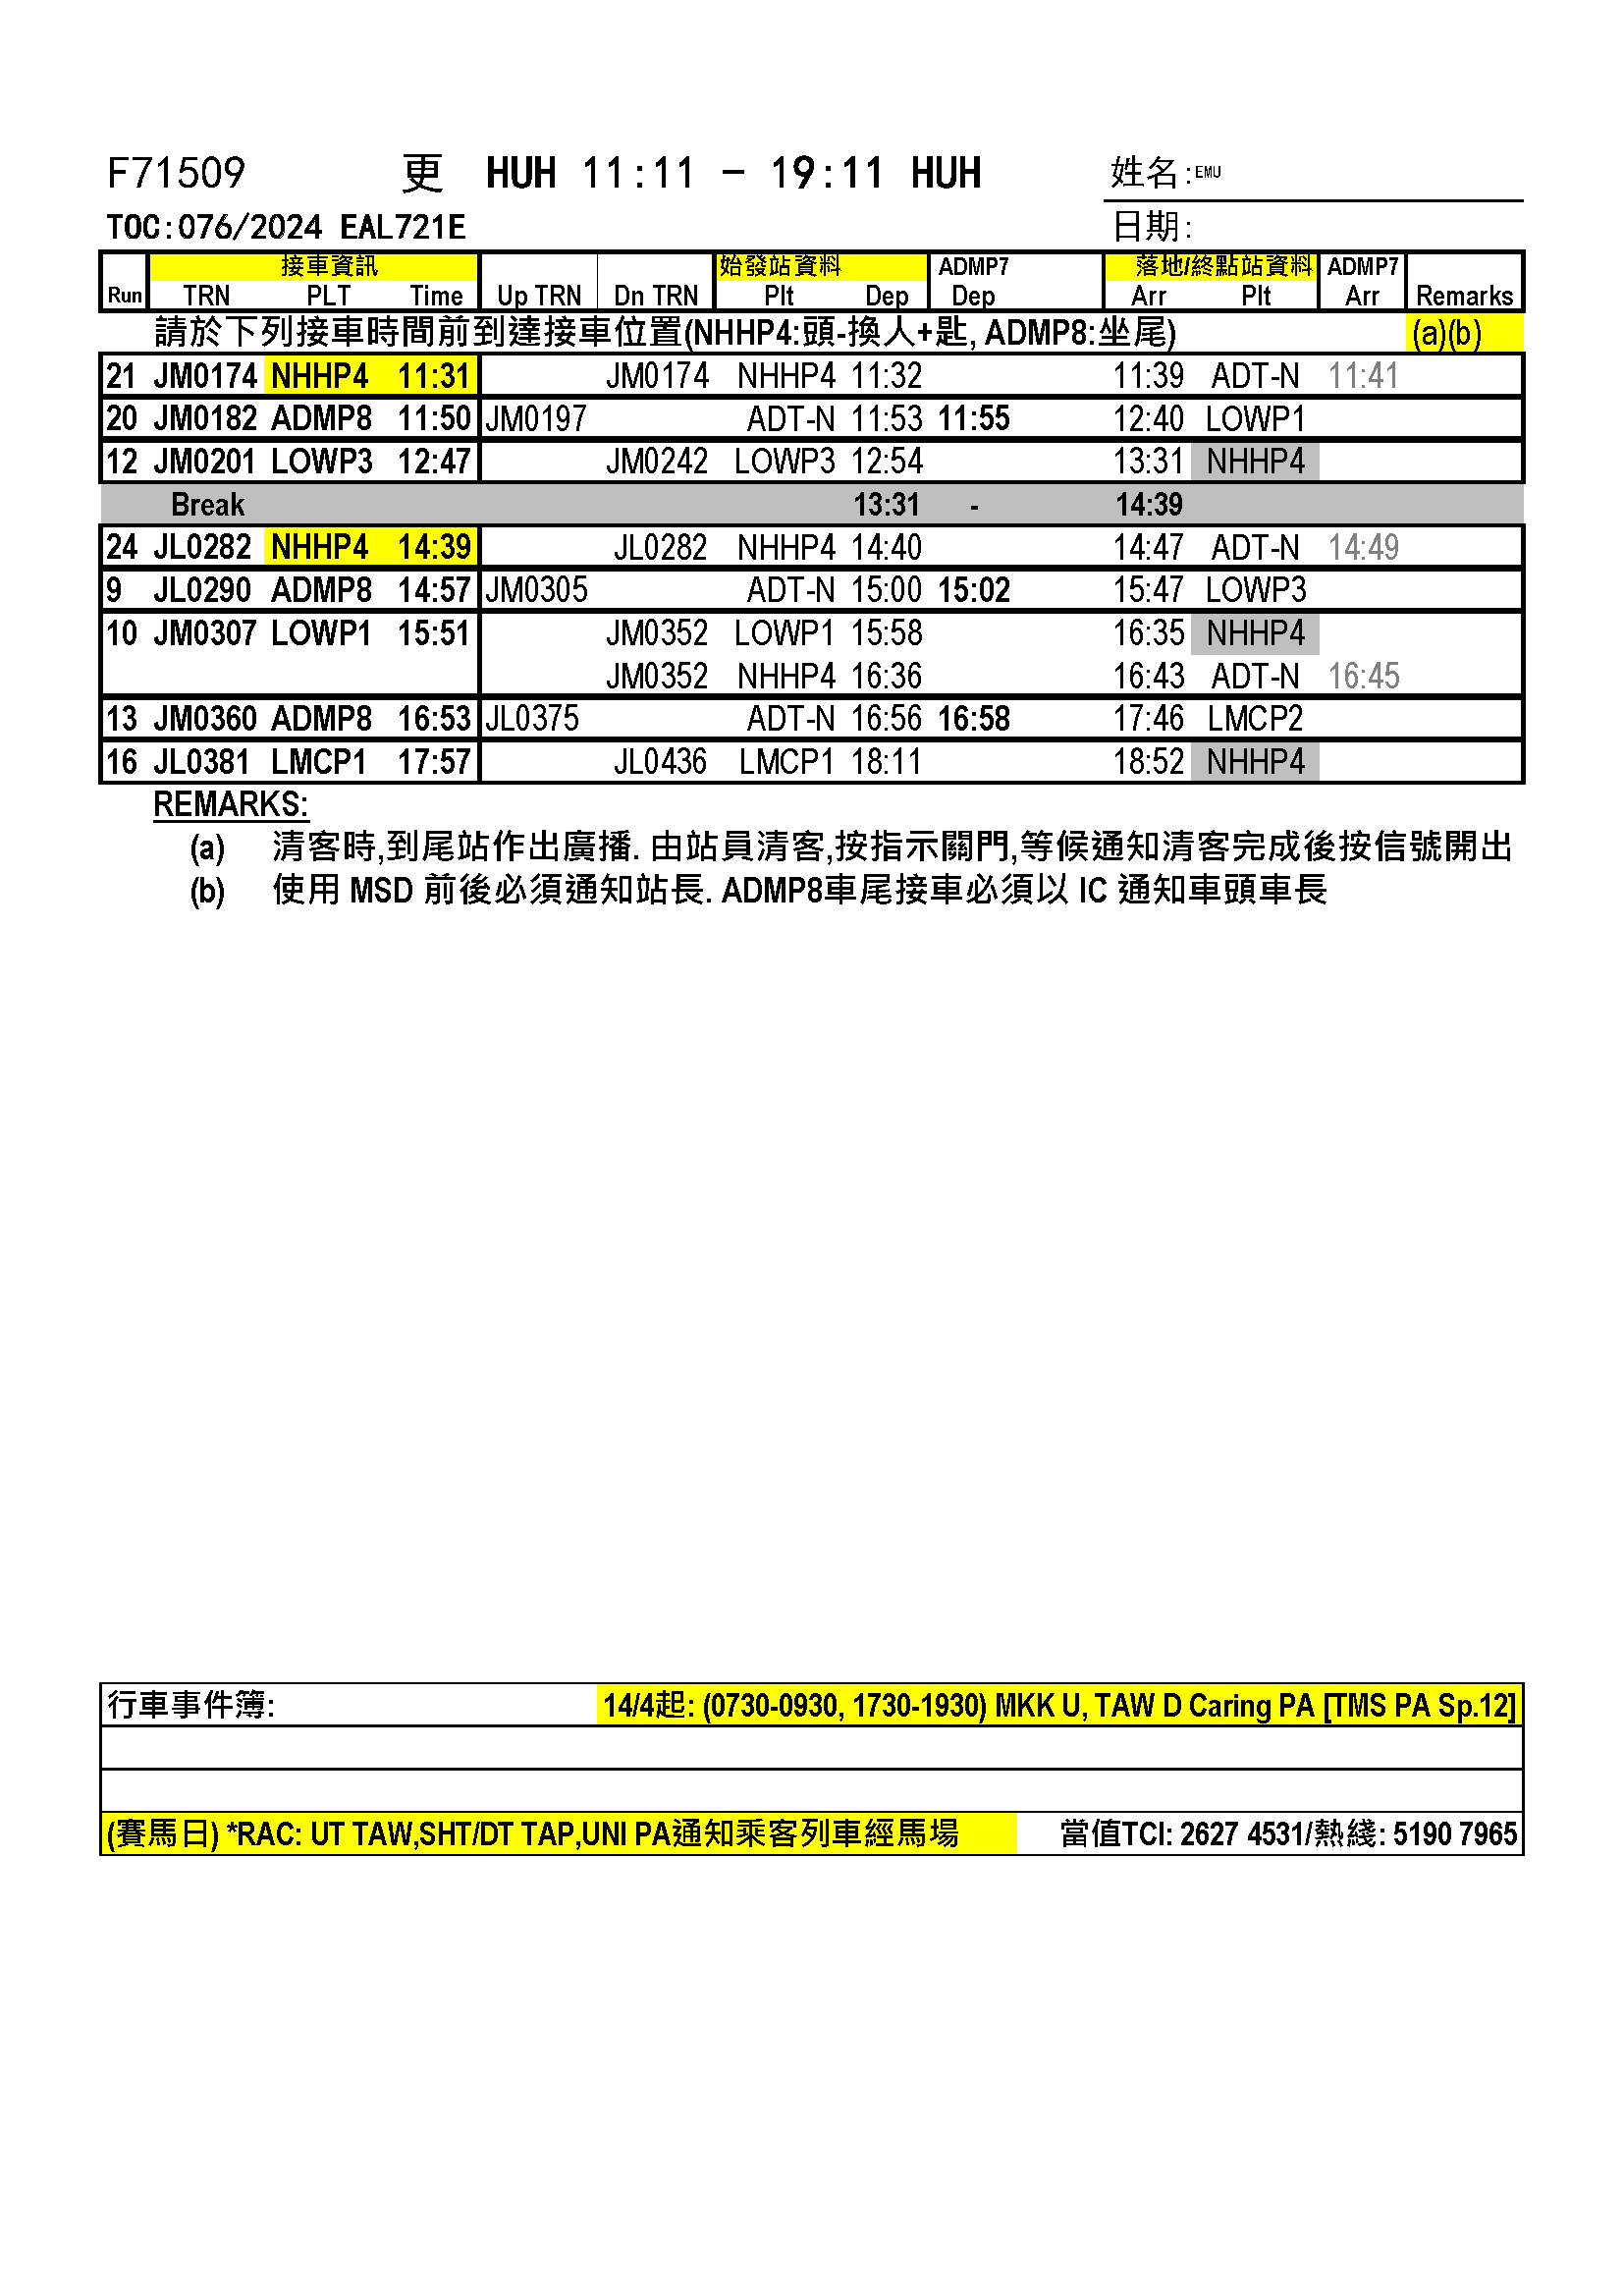 F71509 更 HUH 11:11 - 19:11 HUH 姓名:EMU
TOC:076/2024 EAL721E 日期:
接車資訊 始發站資料 ADMP7 落地/終點站資料 ADMP7
Run TRN PLT Time Up TRN Dn TRN Plt Dep Dep Arr Plt Arr Remarks
請於下列接車時間前到達接車位置(NHHP4:頭-換人+匙, ADMP8:坐尾) (a)(b)
21 JM0174 NHHP4 11:31 JM0174 NHHP4 11:32 11:39 ADT-N 11:41
20 JM0182 ADMP8 11:50 JM0197 ADT-N 11:53 11:55 12:40 LOWP1
12 JM0201 LOWP3 12:47 JM0242 LOWP3 12:54 13:31 NHHP4
Break 13:31 - 14:39
24 JL0282 NHHP4 14:39 JL0282 NHHP4 14:40 14:47 ADT-N 14:49
9 JL0290 ADMP8 14:57 JM0305 ADT-N 15:00 15:02 15:47 LOWP3
10 JM0307 LOWP1 15:51 JM0352 LOWP1 15:58 16:35 NHHP4
JM0352 NHHP4 16:36 16:43 ADT-N 16:45
13 JM0360 ADMP8 16:53 JL0375 ADT-N 16:56 16:58 17:46 LMCP2
16 JL0381 LMCP1 17:57 JL0436 LMCP1 18:11 18:52 NHHP4
REMARKS:
(a) 清客時,到尾站作出廣播. 由站員清客,按指示關門,等候通知清客完成後按信號開出
(b) 使用 MSD 前後必須通知站長. ADMP8車尾接車必須以 IC 通知車頭車長
行車事件簿: 14/4起: (0730-0930, 1730-1930) MKK U, TAW D Caring PA [TMS PA Sp.12]
(賽馬日) *RAC: UT TAW,SHT/DT TAP,UNI PA通知乘客列車經馬場 當值TCI: 2627 4531/熱綫: 5190 7965